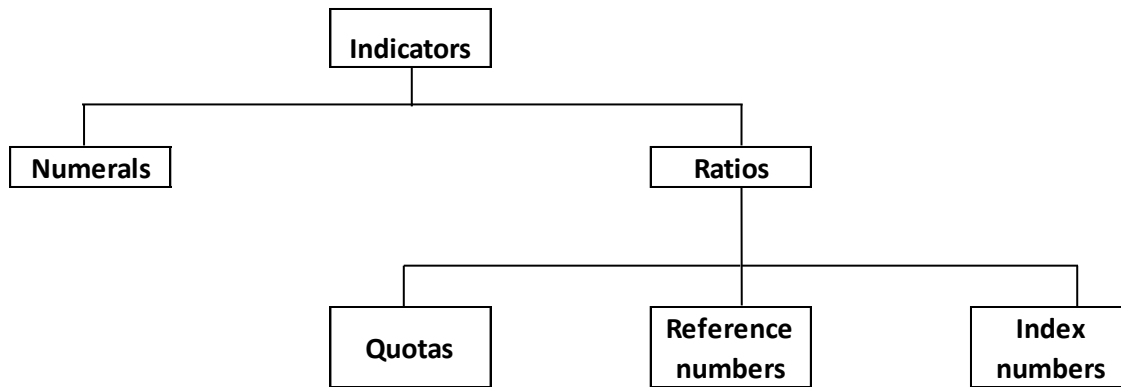 Indicators
Numerals
Ratios
Quotas
Reference
numbers
Index
numbers